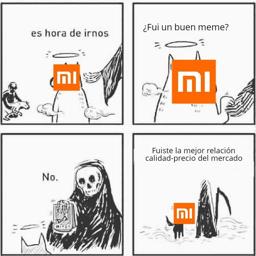 es hora de irnos
mi
¿Fui un buen meme?
mi
No.
Fuiste la mejor relación
calidad-precio del mercado
mi